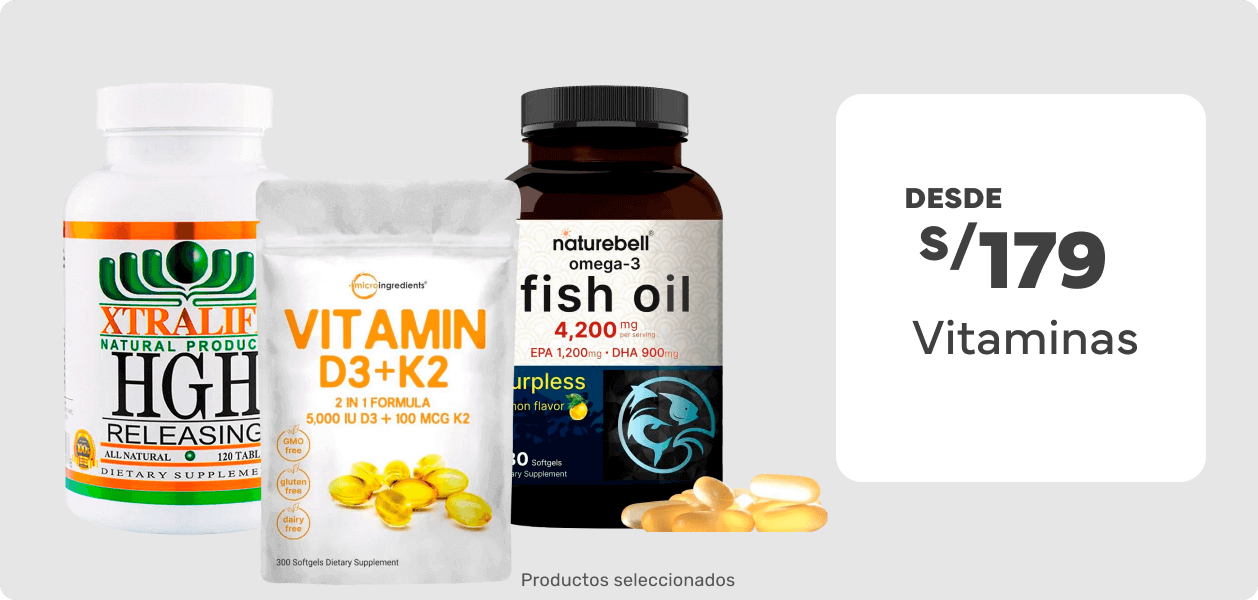 XTRALIF
NATURAL PRODUC
HGH
RELEASING
ALL NATURAL 120 TABL
DIETARY SUPPLEME
microingredients®
VITAMIN
D3+K2
2 IN 1 FORMULA
5,000 IU D3 + 100 MCG K2
GMO
free
gluten
free
dairy
free
300 Softgels Dietary Supplement
naturebell®
omega-3
fish oil
4,200 mg
per serving
EPA 1,200mg • DHA 900mg
urpless
mon flavor
80 Softgels
ary Supplement
DESDE
S/179
Vitaminas
Productos seleccionados